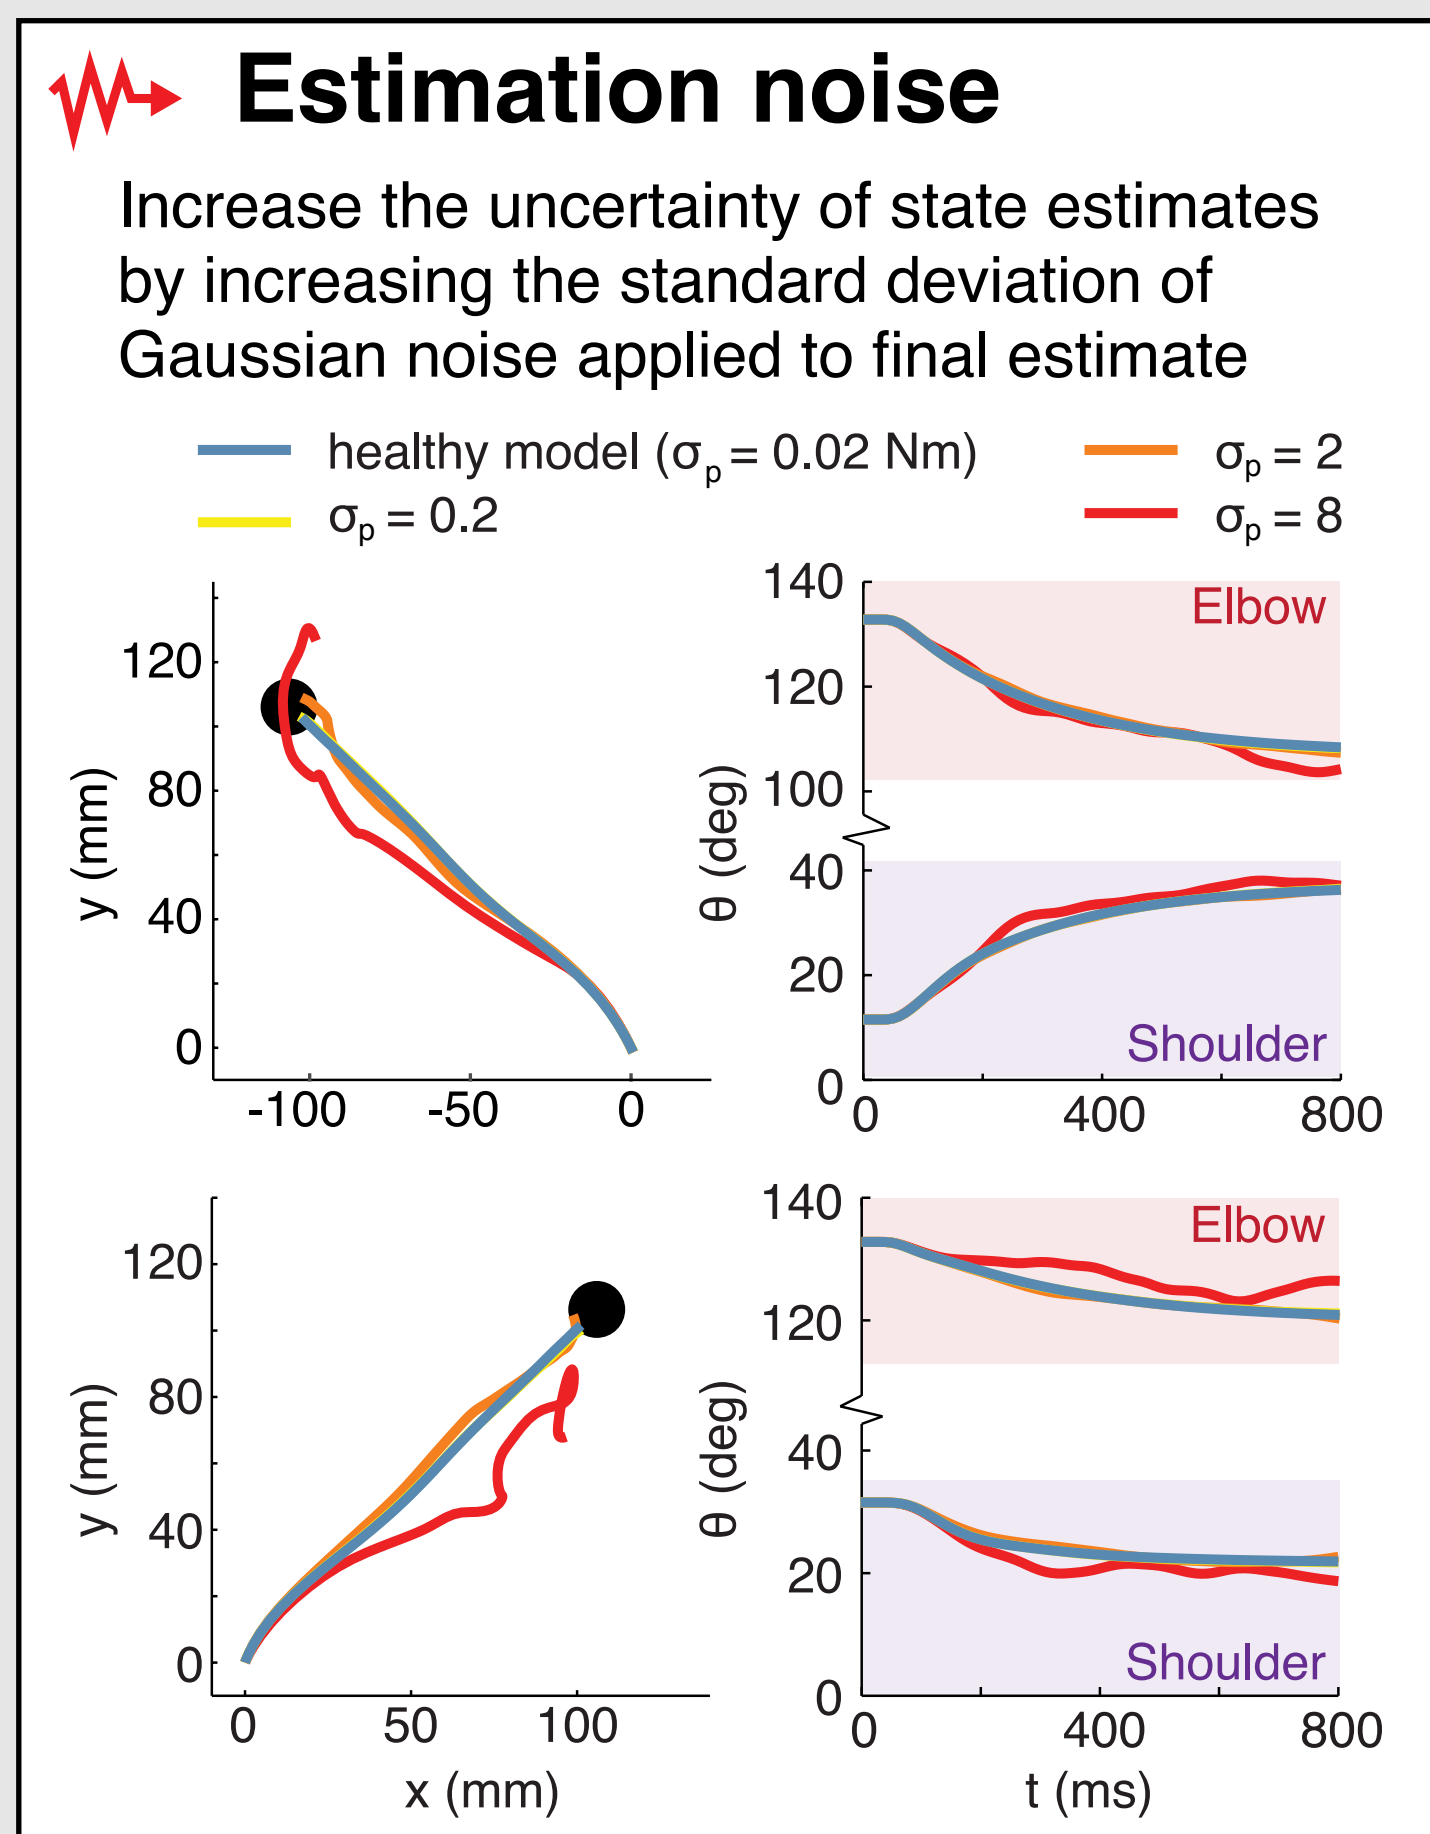 Estimation noise
Increase the uncertainty of state estimates
by increasing the standard deviation of
Gaussian noise applied to final estimate
healthy model (σp = 0.02 Nm)
σp = 2
σp = 0.2
σp = 8
y (mm)
120
80
40
0
-100
-50
0
θ (deg)
140
120
100
40
20
0
Elbow
Shoulder
0
400
800
y (mm)
120
80
40
0
0
50
100
x (mm)
θ (deg)
140
120
40
20
0
Elbow
Shoulder
0
400
800
t (ms)